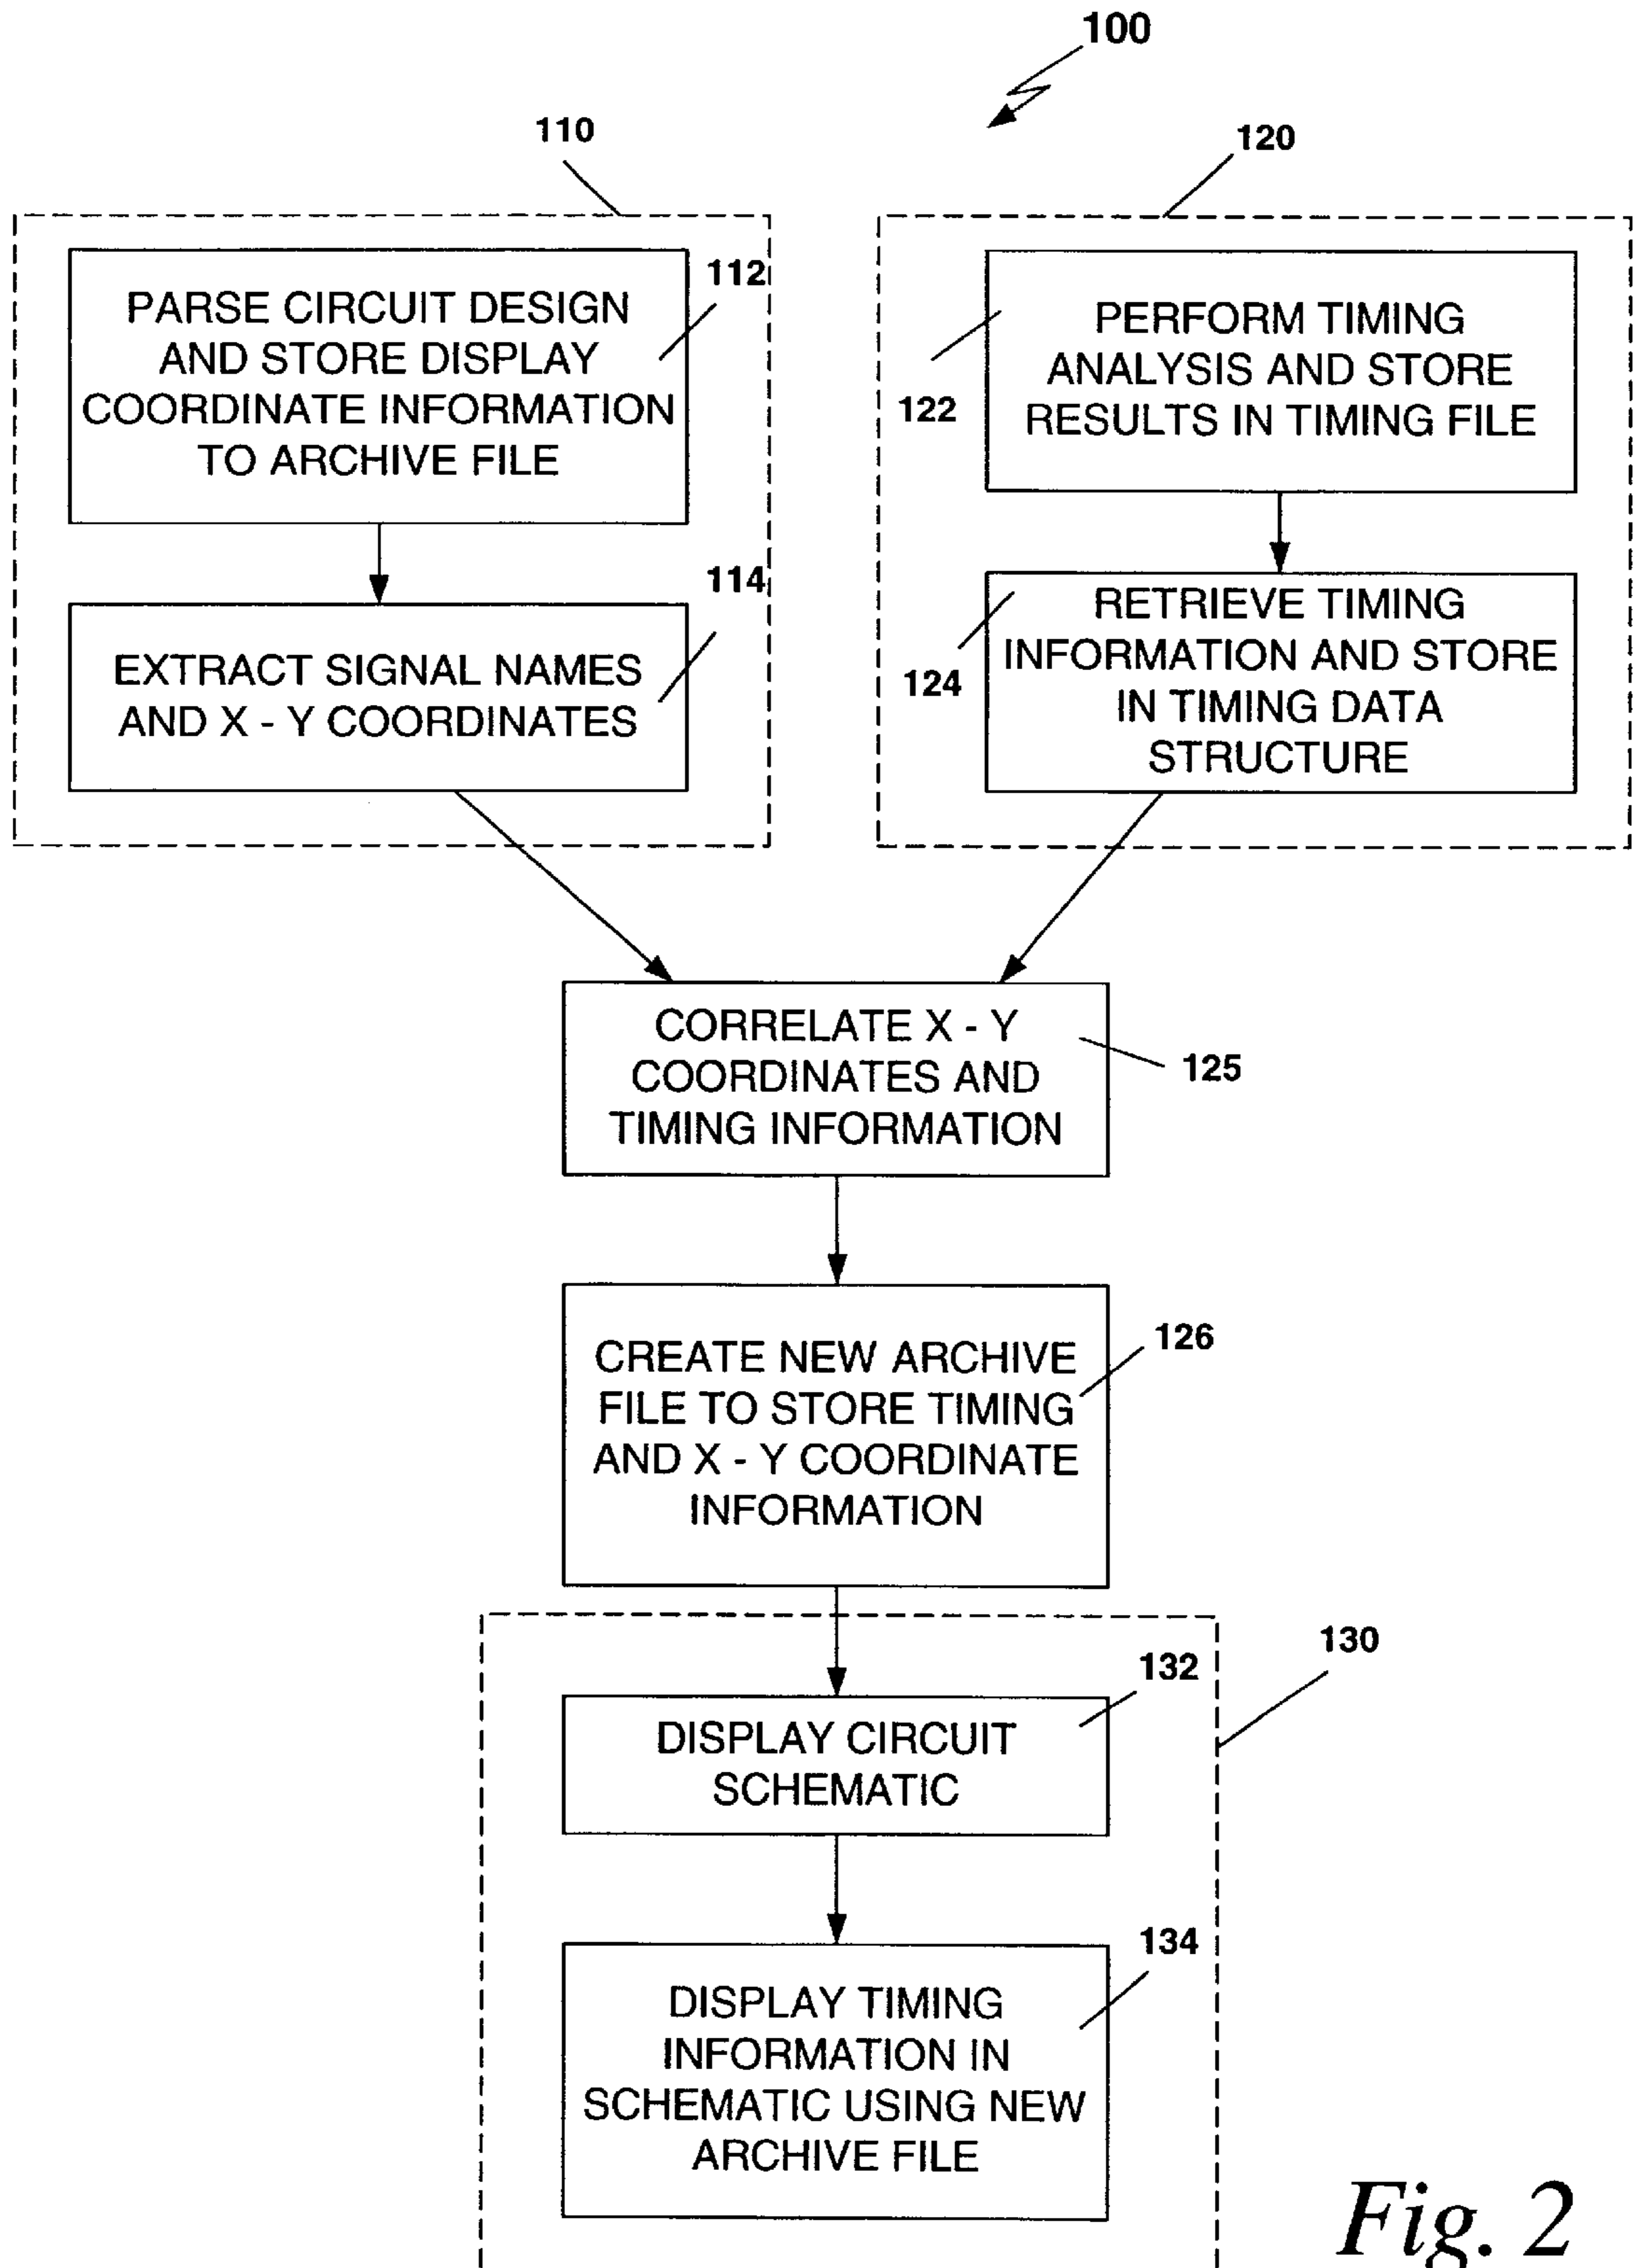 100
110
120
112
PARSE CIRCUIT DESIGN
AND STORE DISPLAY
COORDINATE INFORMATION
TO ARCHIVE FILE
122
PERFORM TIMING
ANALYSIS AND STORE
RESULTS IN TIMING FILE
114
EXTRACT SIGNAL NAMES
AND X - Y COORDINATES
124
RETRIEVE TIMING
INFORMATION AND STORE
IN TIMING DATA
STRUCTURE
CORRELATE X - Y
COORDINATES AND
TIMING INFORMATION
125
CREATE NEW ARCHIVE
FILE TO STORE TIMING
AND X - Y COORDINATE
INFORMATION
126
130
132
DISPLAY CIRCUIT
SCHEMATIC
134
DISPLAY TIMING
INFORMATION IN
SCHEMATIC USING NEW
ARCHIVE FILE
Fig. 2